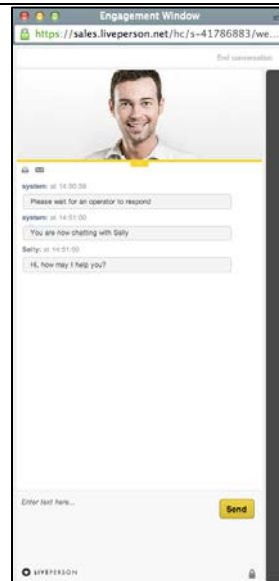 Engagement Window
https://sales.liveperson.net/hc/s-41786883/we...
End conversation
system: at 14:50:58
Please wait for an operator to respond
system: at 14:51:00
You are now chatting with Sally
Sally: at 14:51:00
Hi, how may I help you?
Enter text here...
Send
LIVEPERSON